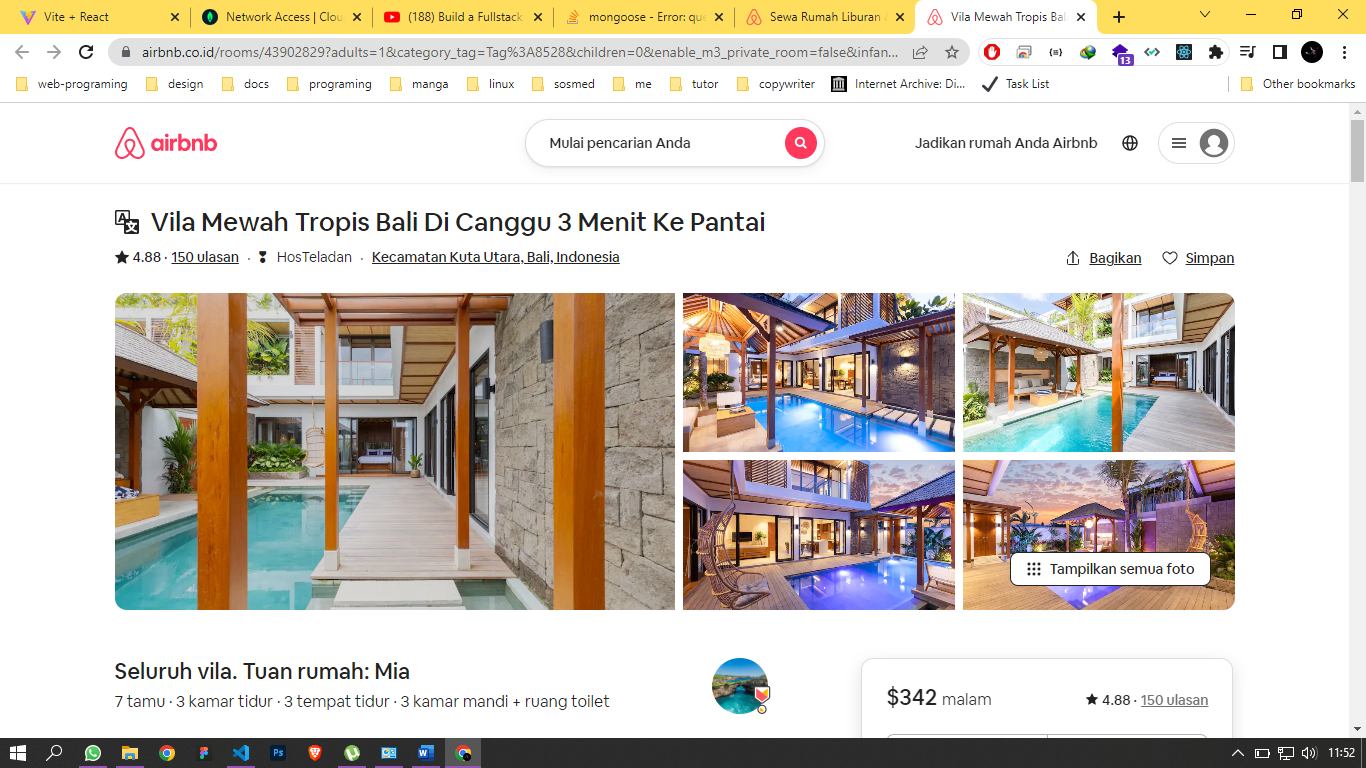 Vite + React
Network Access | Clou
(188) Build a Fullstack
mongoose - Error: que
Sewa Rumah Liburan
Vila Mewah Tropis Bal
airbnb.co.id/rooms/43902829?adults=1&category_tag=Tag%3A8528&children=0&enable_m3_private_room=false&infan...
13
web-programing
design
docs
programing
manga
linux
sosmed
me
tutor
copywriter
Internet Archive: Di...
Task List
Other bookmarks
airbnb
Mulai pencarian Anda
Jadikan rumah Anda Airbnb
Vila Mewah Tropis Bali Di Canggu 3 Menit Ke Pantai
4.88 · 150 ulasan · HosTeladan · Kecamatan Kuta Utara, Bali, Indonesia
Bagikan
Simpan
Tampilkan semua foto
Seluruh vila. Tuan rumah: Mia
7 tamu · 3 kamar tidur · 3 tempat tidur · 3 kamar mandi + ruang toilet
$342 malam
4.88 · 150 ulasan
11:52